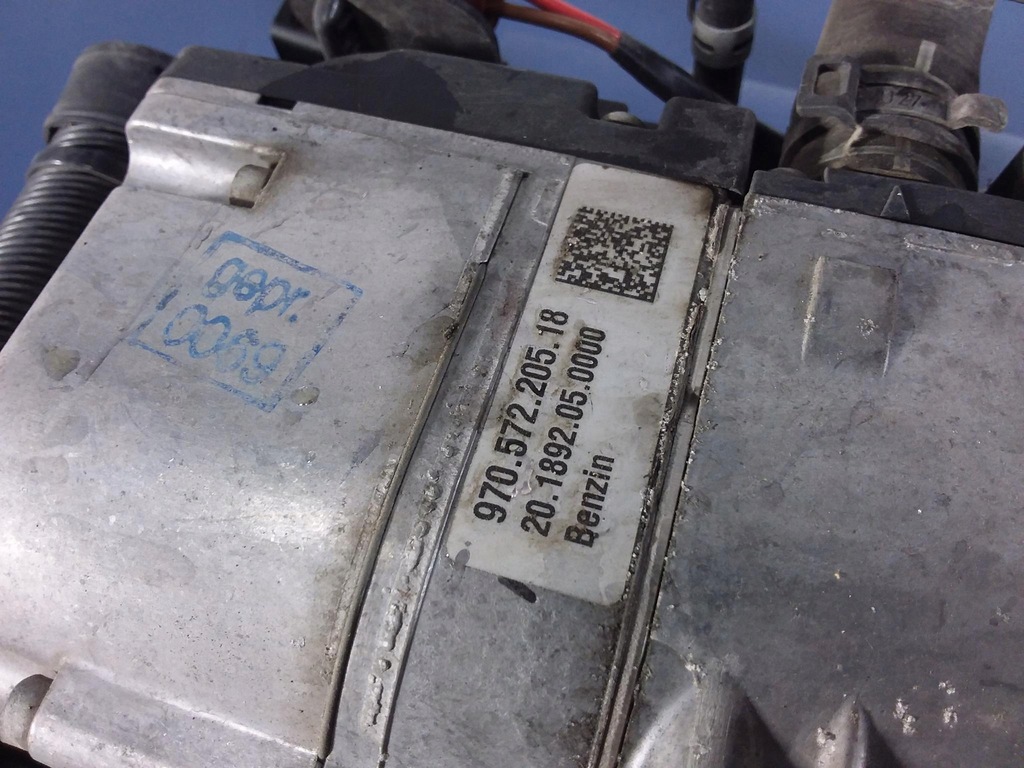 970.572.205.18
20.1892.05.0000
Benzin
gepr.
0069
A